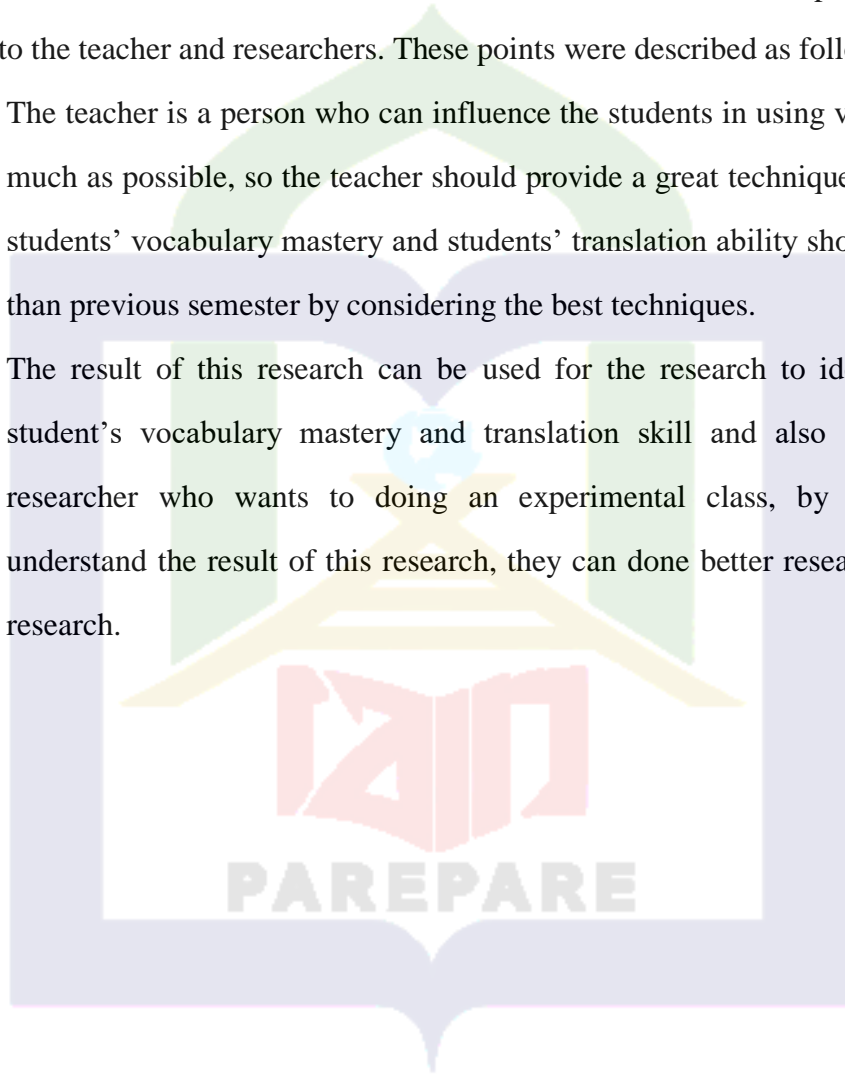 to the teacher and researchers. These points were described as
The teacher is a person who can influence the students in using
much as possible, so the teacher should provide a great technique
students’ vocabulary mastery and students’ translation ability
than previous semester by considering the best techniques.
The result of this research can be used for the research to
student’s vocabulary mastery and translation skill and also
researcher who wants to doing an experimental class, by
understand the result of this research, they can done better
research.
PAREPARE